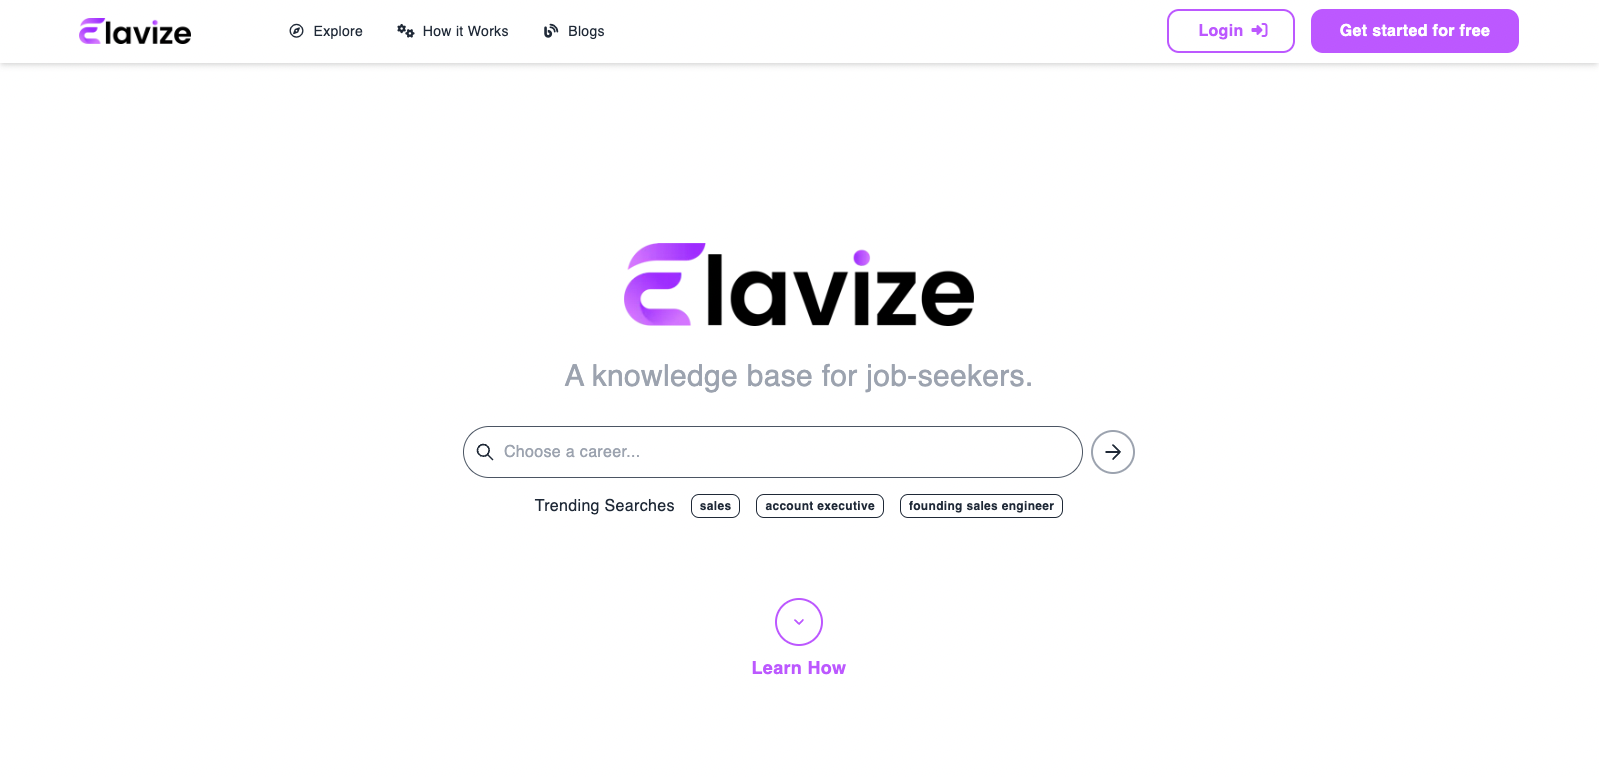 Elavize
Explore
How it Works
Blogs
Login
Get started for free
Elavize
A knowledge base for job-seekers.
Choose a career...
Trending Searches
sales
account executive
founding sales engineer
Learn How